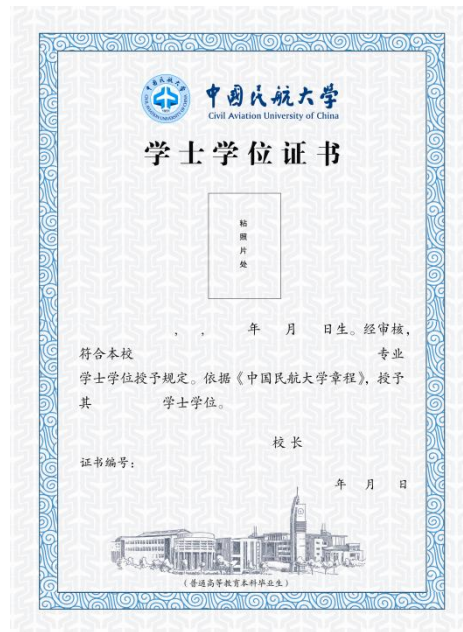 中国民航大学
Civil Aviation University of China
学士学位证书
粘
照
片
处
， ， 年 月 日生。经审核，
符合本校 专业
学士学位授予规定。依据《中国民航大学章程》，授予
其 学士学位。
校 长
证书编号：
年 月 日
（普通高等教育本科毕业生）